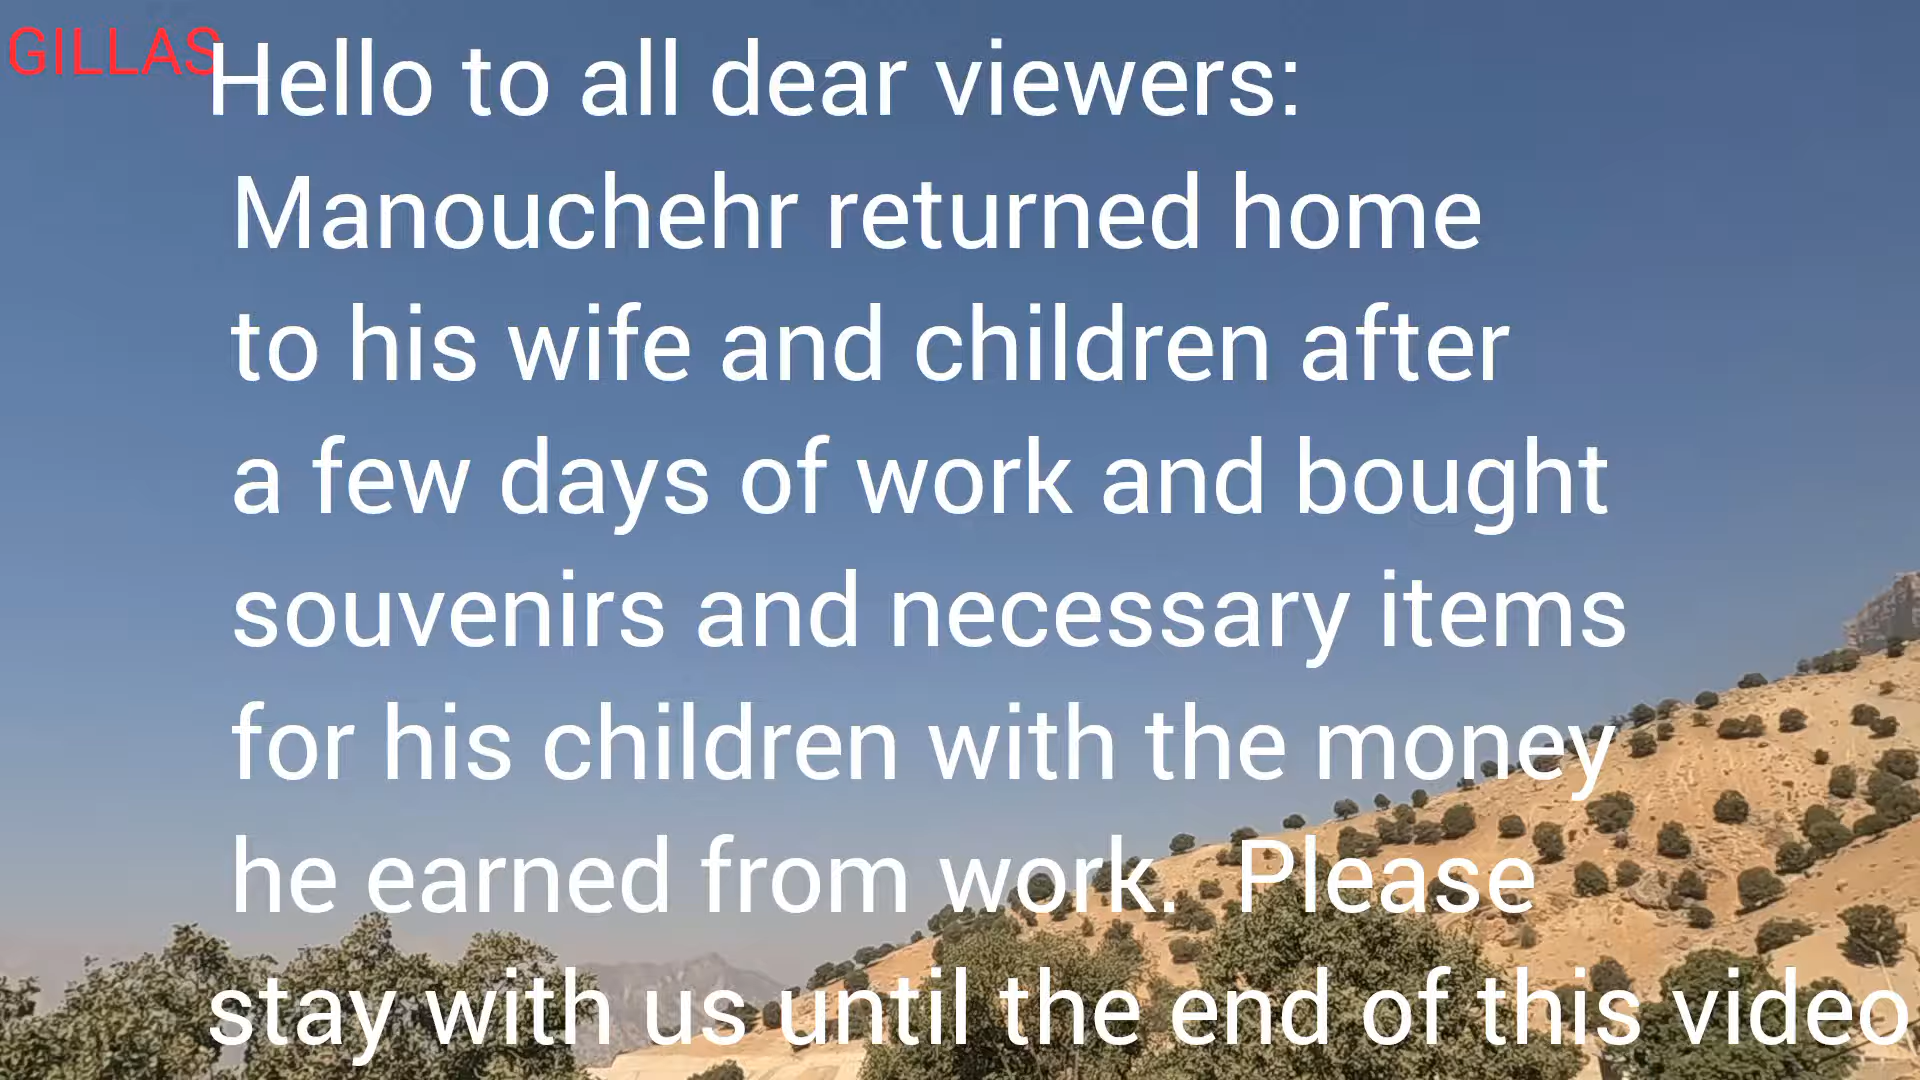 GILLAS
Hello to all dear viewers:
Manouchehr returned home
to his wife and children after
a few days of work and bought
souvenirs and necessary items
for his children with the money
he earned from work. Please
stay with us until the end of this video